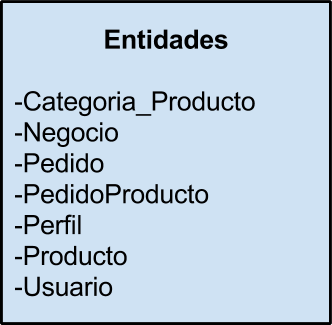 Entidades
-Categoria_Producto
-Negocio
-Pedido
-PedidoProducto
-Perfil
-Producto
-Usuario